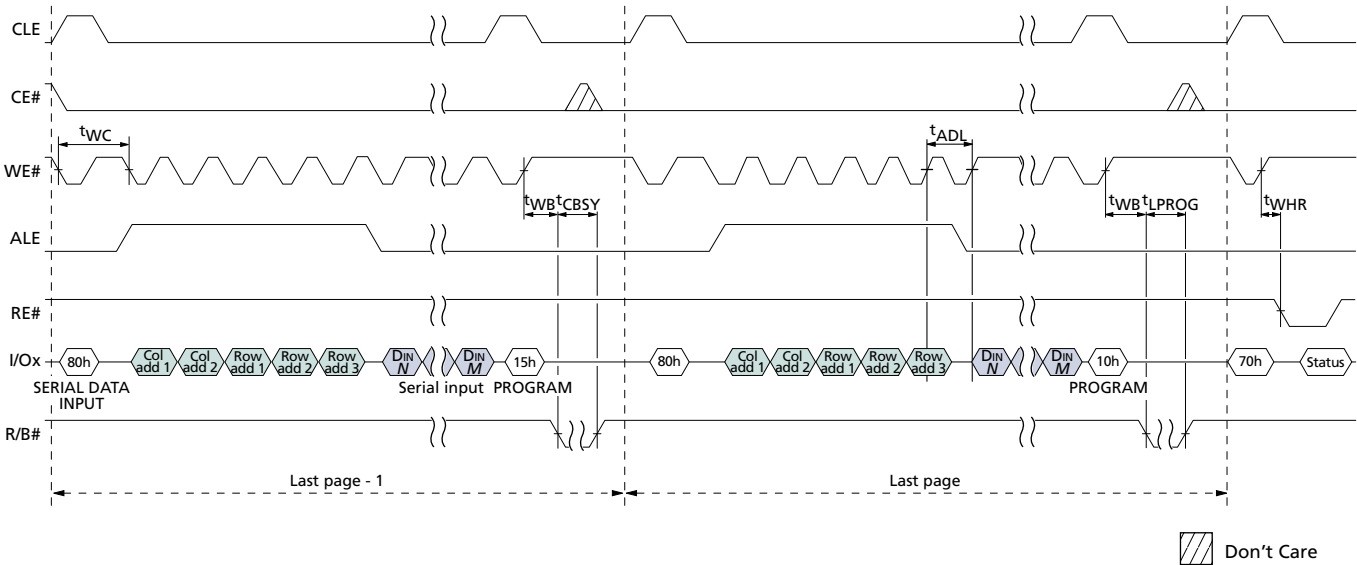 CLE
CE#
tWC
tADL
WE#
tWB tCBSY
tWB tLPROG
tWHR
ALE
RE#
I/Ox
80h
Col add 1
Col add 2
Row add 1
Row add 2
Row add 3
DIN N
DIN M
15h
80h
Col add 1
Col add 2
Row add 1
Row add 2
Row add 3
DIN N
DIN M
10h
70h
Status
SERIAL DATA
INPUT
Serial input
PROGRAM
PROGRAM
R/B#
Last page - 1
Last page
Don't Care